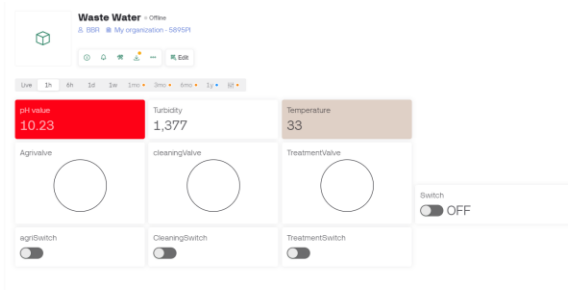 Waste Water • Offline
BBR My organization - 5895PI
Edit
Live 1h 6h 1d 1w 1mo 3mo 6mo 1y All
pH value Turbidity Temperature
10.23 1,377 33
Agrivalve cleaningValve TreatmentValve
Switch
OFF
agriSwitch CleaningSwitch TreatmentSwitch